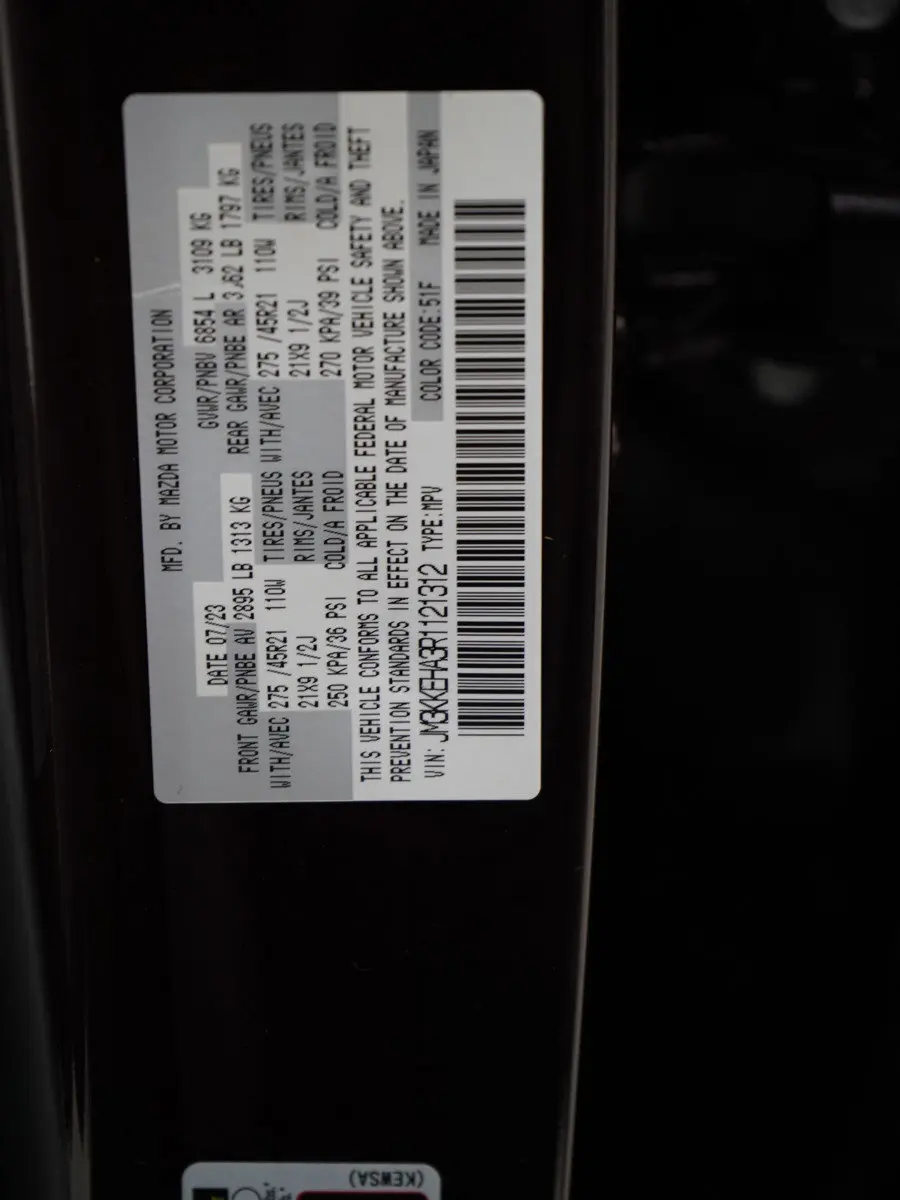 MFD. BY MAZDA MOTOR CORPORATION
DATE 07/23 GVWR/PNBV 6854 L 3109 KG
FRONT GAWR/PNBE AV 2895 LB 1313 KG REAR GAWR/PNBE AR 3 62 LB 1797 KG
WITH/AVEC 275 /45R21 110W TIRES/PNEUS WITH/AVEC 275 /45R21 110W TIRES/PNEUS
21X9 1/2J RIMS/JANTES 21X9 1/2J RIMS/JANTES
250 KPA/36 PSI COLD/A FROID 270 KPA/39 PSI COLD/A FROID
THIS VEHICLE CONFORMS TO ALL APPLICABLE FEDERAL MOTOR VEHICLE SAFETY AND THEFT
PREVENTION STANDARDS IN EFFECT ON THE DATE OF MANUFACTURE SHOWN ABOVE.
VIN: JM3KKEHA3R1121312 TYPE:MPV COLOR CODE:51F MADE IN JAPAN
(KEWSA)